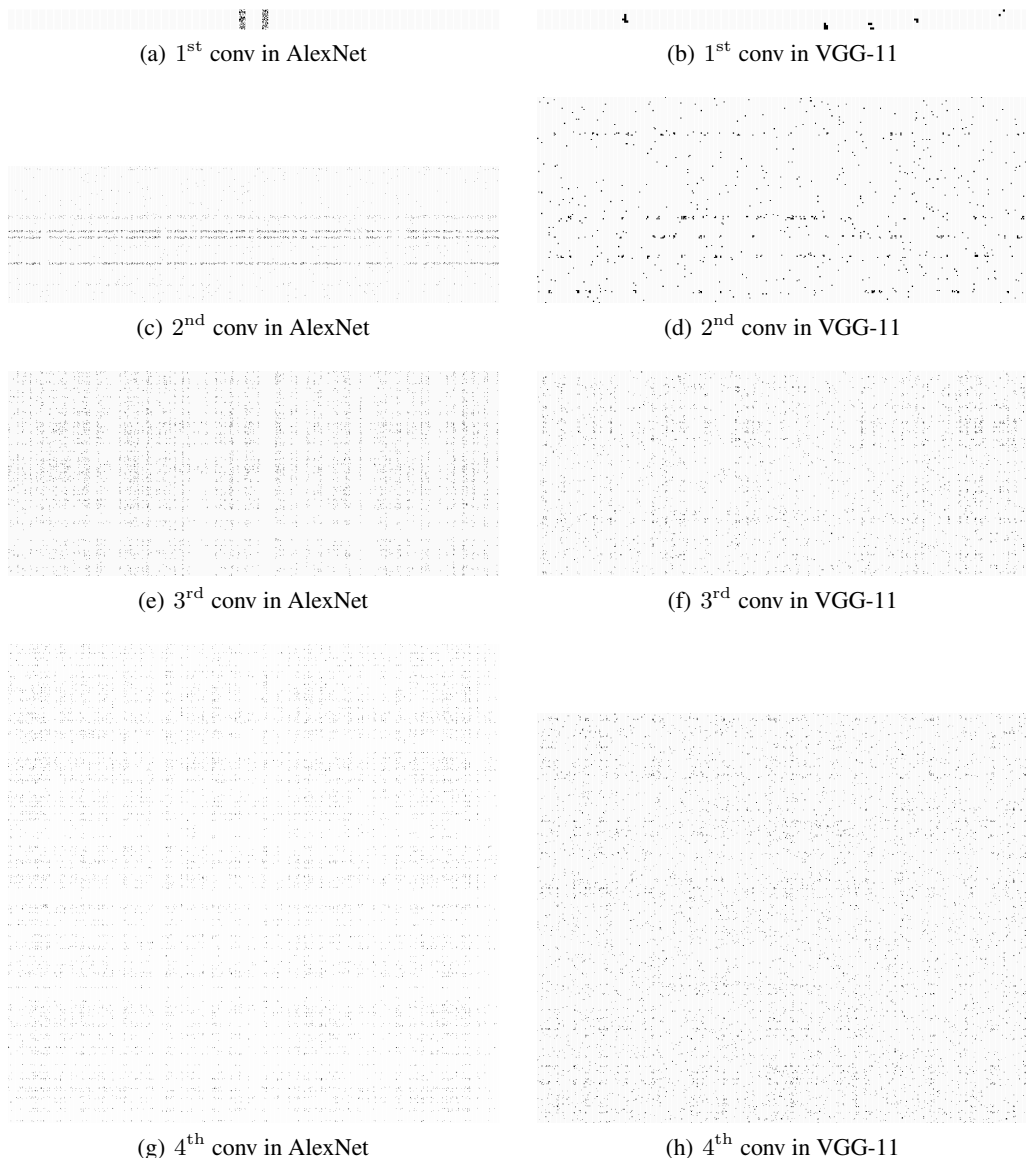 (a) 1st conv in AlexNet
(b) 1st conv in VGG-11
(c) 2nd conv in AlexNet
(d) 2nd conv in VGG-11
(e) 3rd conv in AlexNet
(f) 3rd conv in VGG-11
(g) 4th conv in AlexNet
(h) 4th conv in VGG-11